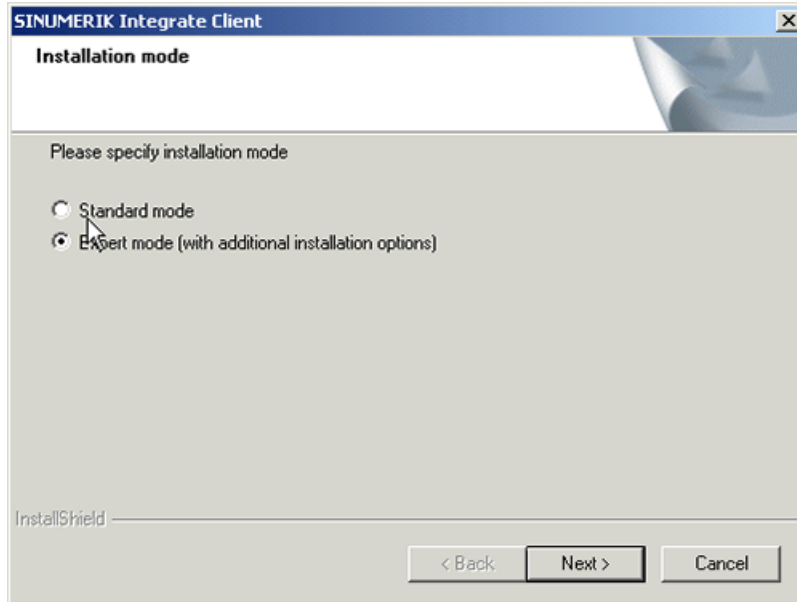 SINUMERIK Integrate Client
Installation mode
Please specify installation mode
Standard mode
Expert mode (with additional installation options)
InstallShield
< Back
Next >
Cancel